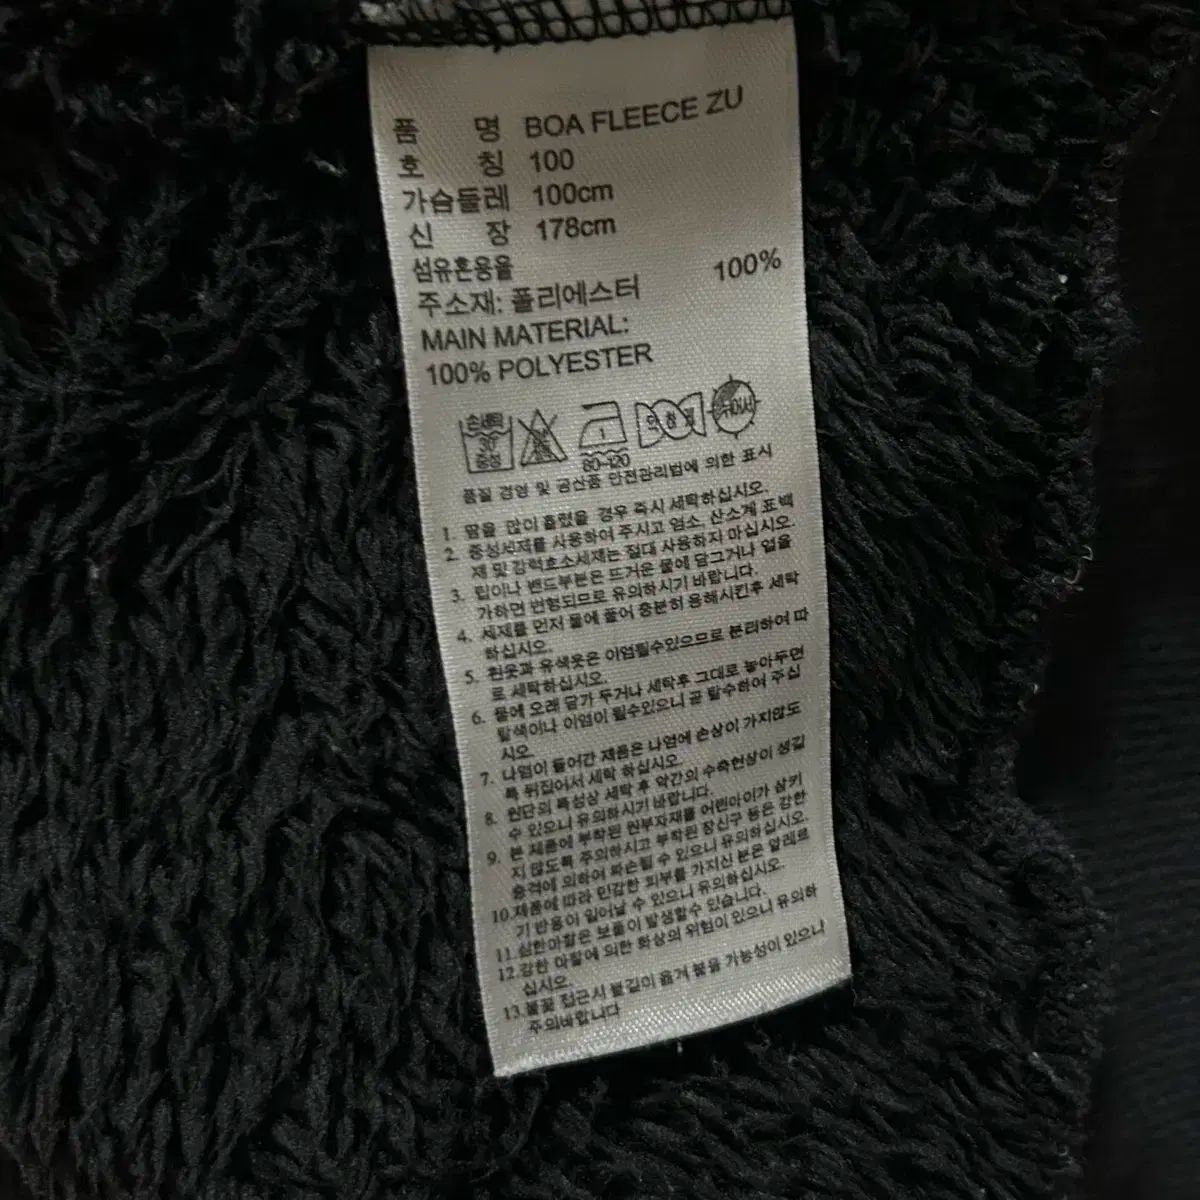 품 명 BOA FLEECE ZU
호 칭 100
가슴둘레 100cm
신 장 178cm
섬유혼용율
주소재: 폴리에스터 100%
MAIN MATERIAL:
100% POLYESTER
손세탁
30
중성
80~120
품질 경영 및 공산품 안전관리법에 의한 표시
1. 땀을 많이 흘렸을 경우 즉시 세탁하십시오.
2. 중성세제를 사용하여 주시고 염소, 산소계 표백
제 및 강력효소세제는 절대 사용하지 마십시오.
3. 립이나 밴드부분은 뜨거운 물에 담그거나 열을
가하면 변형되므로 유의하시기 바랍니다.
4. 세제를 먼저 물에 풀어 충분히 용해시킨후 세탁
하십시오.
5. 흰옷과 유색옷은 이염될수있으므로 분리하여 따
로 세탁하십시오.
6. 물에 오래 담가 두거나 세탁후 그대로 놓아두면
탈색이나 이염이 될수있으니 곧 탈수하여 주십
시오.
7. 나염이 들어간 제품은 나염에 손상이 가지않도
록 뒤집어서 세탁 하십시오.
8. 원단의 특성상 세탁 후 약간의 수축현상이 생길
수 있으니 유의하시기 바랍니다.
9. 본 제품에 부착된 원부자재를 어린아이가 삼키
지 않도록 주의하시고 부착된 장신구 등은 강한
충격에 의하여 파손될 수 있으니 유의하십시오.
10.제품에 따라 민감한 피부를 가지신 분은 알레르
기 반응이 일어날 수 있으니 유의하십시오.
11.심한마찰은 보풀이 발생할수 있습니다.
12.강한 마찰에 의한 화상의 위험이 있으니 유의하
십시오.
13.불꽃 접근시 불길이 옮겨 붙을 가능성이 있으니
주의바랍니다